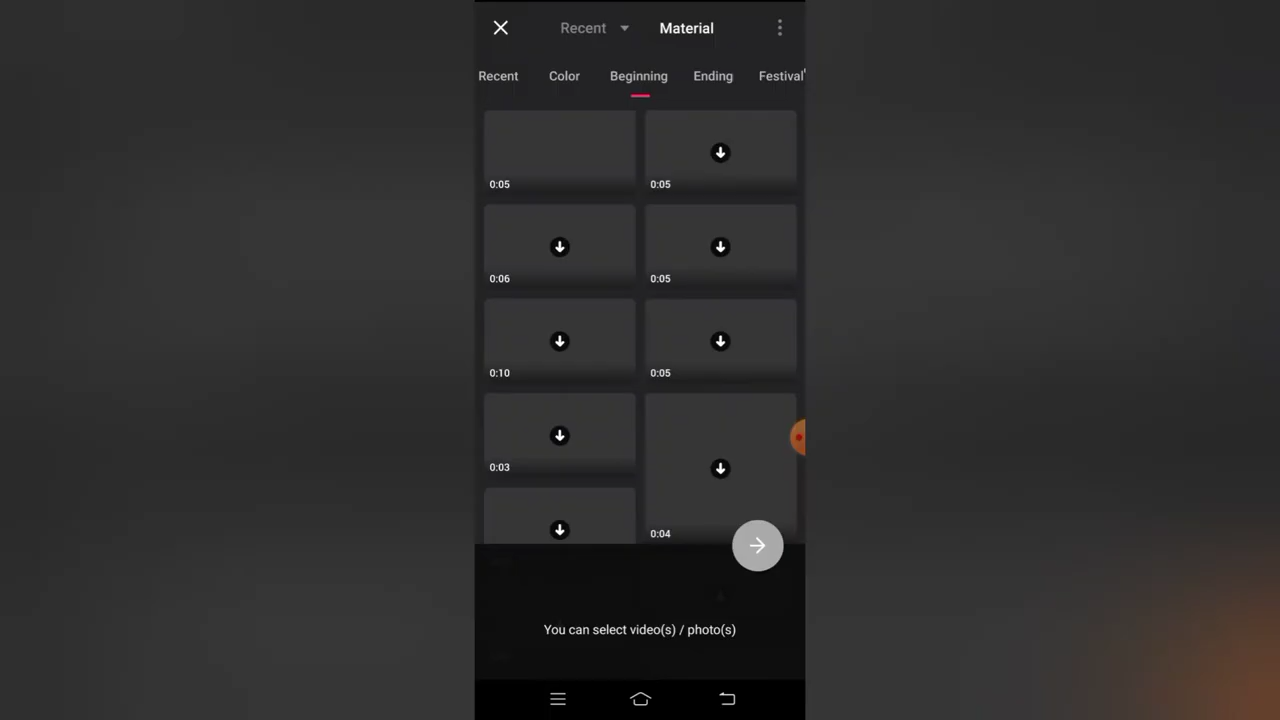 Recent Material
Recent Color Beginning Ending Festival
0:05 0:05
0:06 0:05
0:10 0:05
0:03
0:04
You can select video(s) / photo(s)